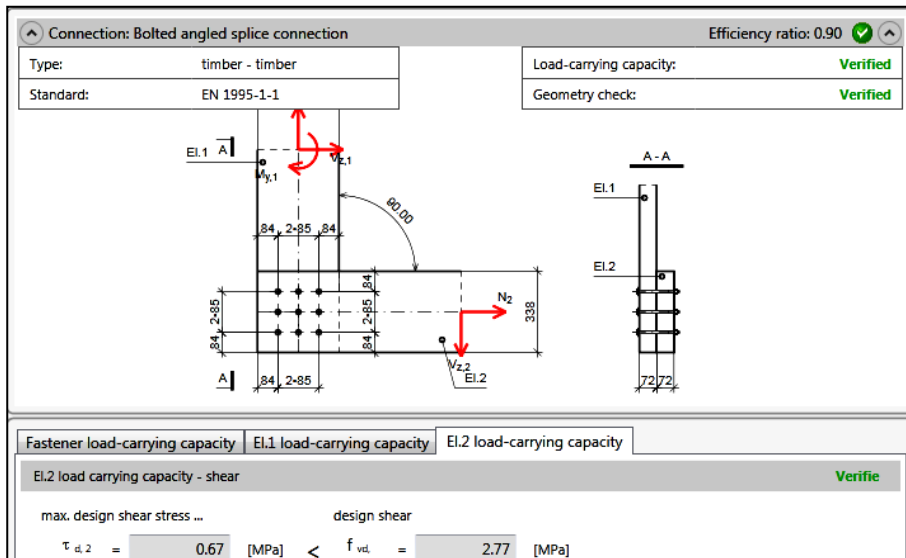 Connection: Bolted angled splice connection Efficiency ratio: 0.90
Type: timber - timber Load-carrying capacity: Verified
Standard: EN 1995-1-1 Geometry check: Verified
El.1 A Vz,1 A - A
My,1 El.1
90.00
84 2•85 84
El.2
84 N2
2•85 2•85 338
84 84
Vz,2
A 84 2•85 El.2 72 72
Fastener load-carrying capacity El.1 load-carrying capacity El.2 load-carrying capacity
El.2 load carrying capacity - shear Verifie
max. design shear stress ... design shear
τ d, 2 = 0.67 [MPa] < f vd, = 2.77 [MPa]